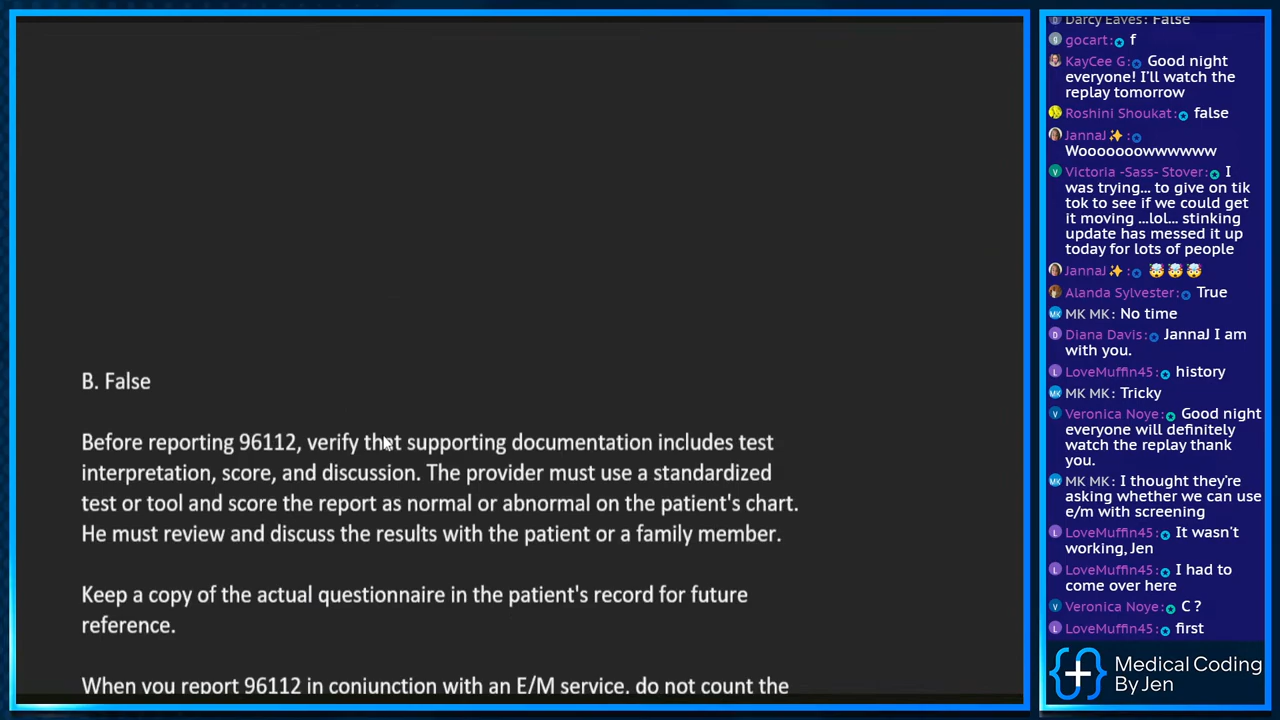 B. False
Before reporting 96112, verify that supporting documentation includes test
interpretation, score, and discussion. The provider must use a standardized
test or tool and score the report as normal or abnormal on the patient's chart.
He must review and discuss the results with the patient or a family member.
Keep a copy of the actual questionnaire in the patient's record for future
reference.
When you report 96112 in conjunction with an E/M service, do not count the
Darcy Eaves: False
gocart: f
KayCee G: Good night
everyone! I'll watch the
replay tomorrow
Roshini Shoukat: false
JannaJ✨ :
Wooooooowwwwww
Victoria -Sass- Stover: I
was trying... to give on tik
tok to see if we could get
it moving ...lol... stinking
update has messed it up
today for lots of people
JannaJ✨ : 🤯🤯🤯
Alanda Sylvester: True
MK MK: No time
Diana Davis: JannaJ I am
with you.
LoveMuffin45: history
MK MK: Tricky
Veronica Noye: Good night
everyone will definitely
watch the replay thank
you.
MK MK: I thought they're
asking whether we can use
e/m with screening
LoveMuffin45: It wasn't
working, Jen
LoveMuffin45: I had to
come over here
Veronica Noye: C ?
LoveMuffin45: first
Medical Coding
By Jen